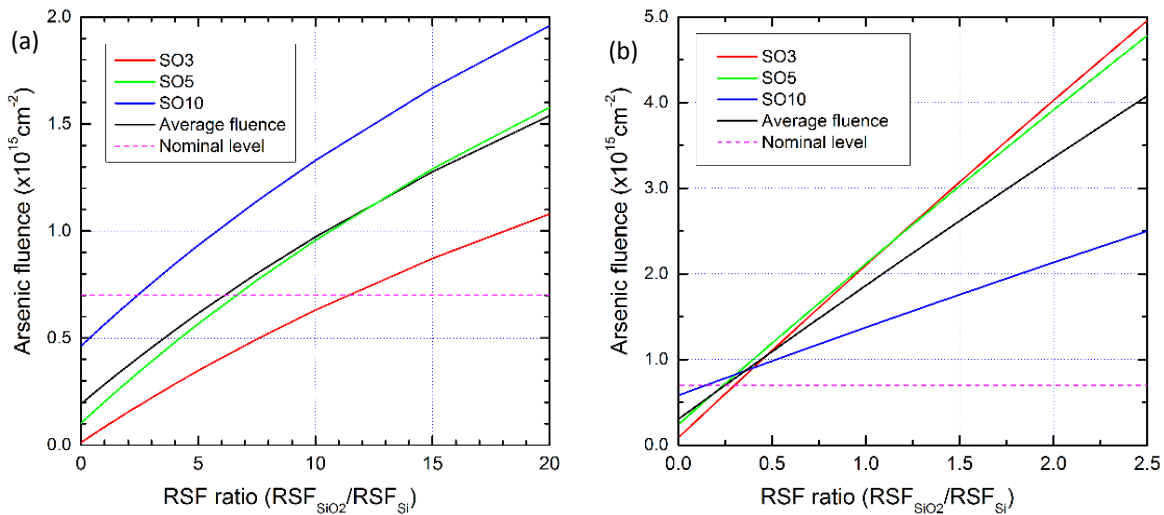 (a)
Arsenic fluence (x10¹⁵cm⁻²)
2.0
1.5
1.0
0.5
0.0
SO3
SO5
SO10
Average fluence
Nominal level
0 5 10 15 20
RSF ratio (RSF_SiO2/RSF_Si)
(b)
Arsenic fluence (x10¹⁵cm⁻²)
5.0
4.0
3.0
2.0
1.0
0.0
SO3
SO5
SO10
Average fluence
Nominal level
0.0 0.5 1.0 1.5 2.0 2.5
RSF ratio (RSF_SiO2/RSF_Si)